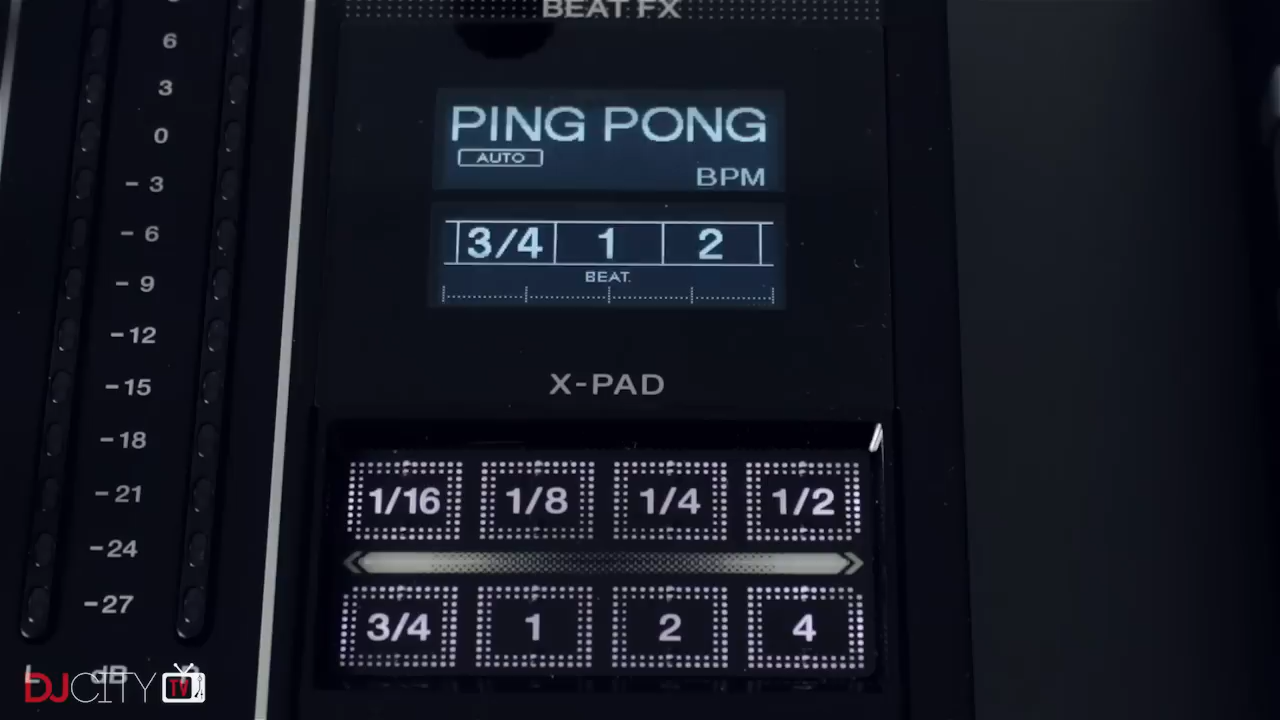 BEAT FX
6
3
0
-3
-6
-9
-12
-15
-18
-21
-24
-27
L dB
PING PONG
AUTO
BPM
3/4 1 2
BEAT.
X-PAD
1/16 1/8 1/4 1/2
3/4 1 2 4
DJCITY TV